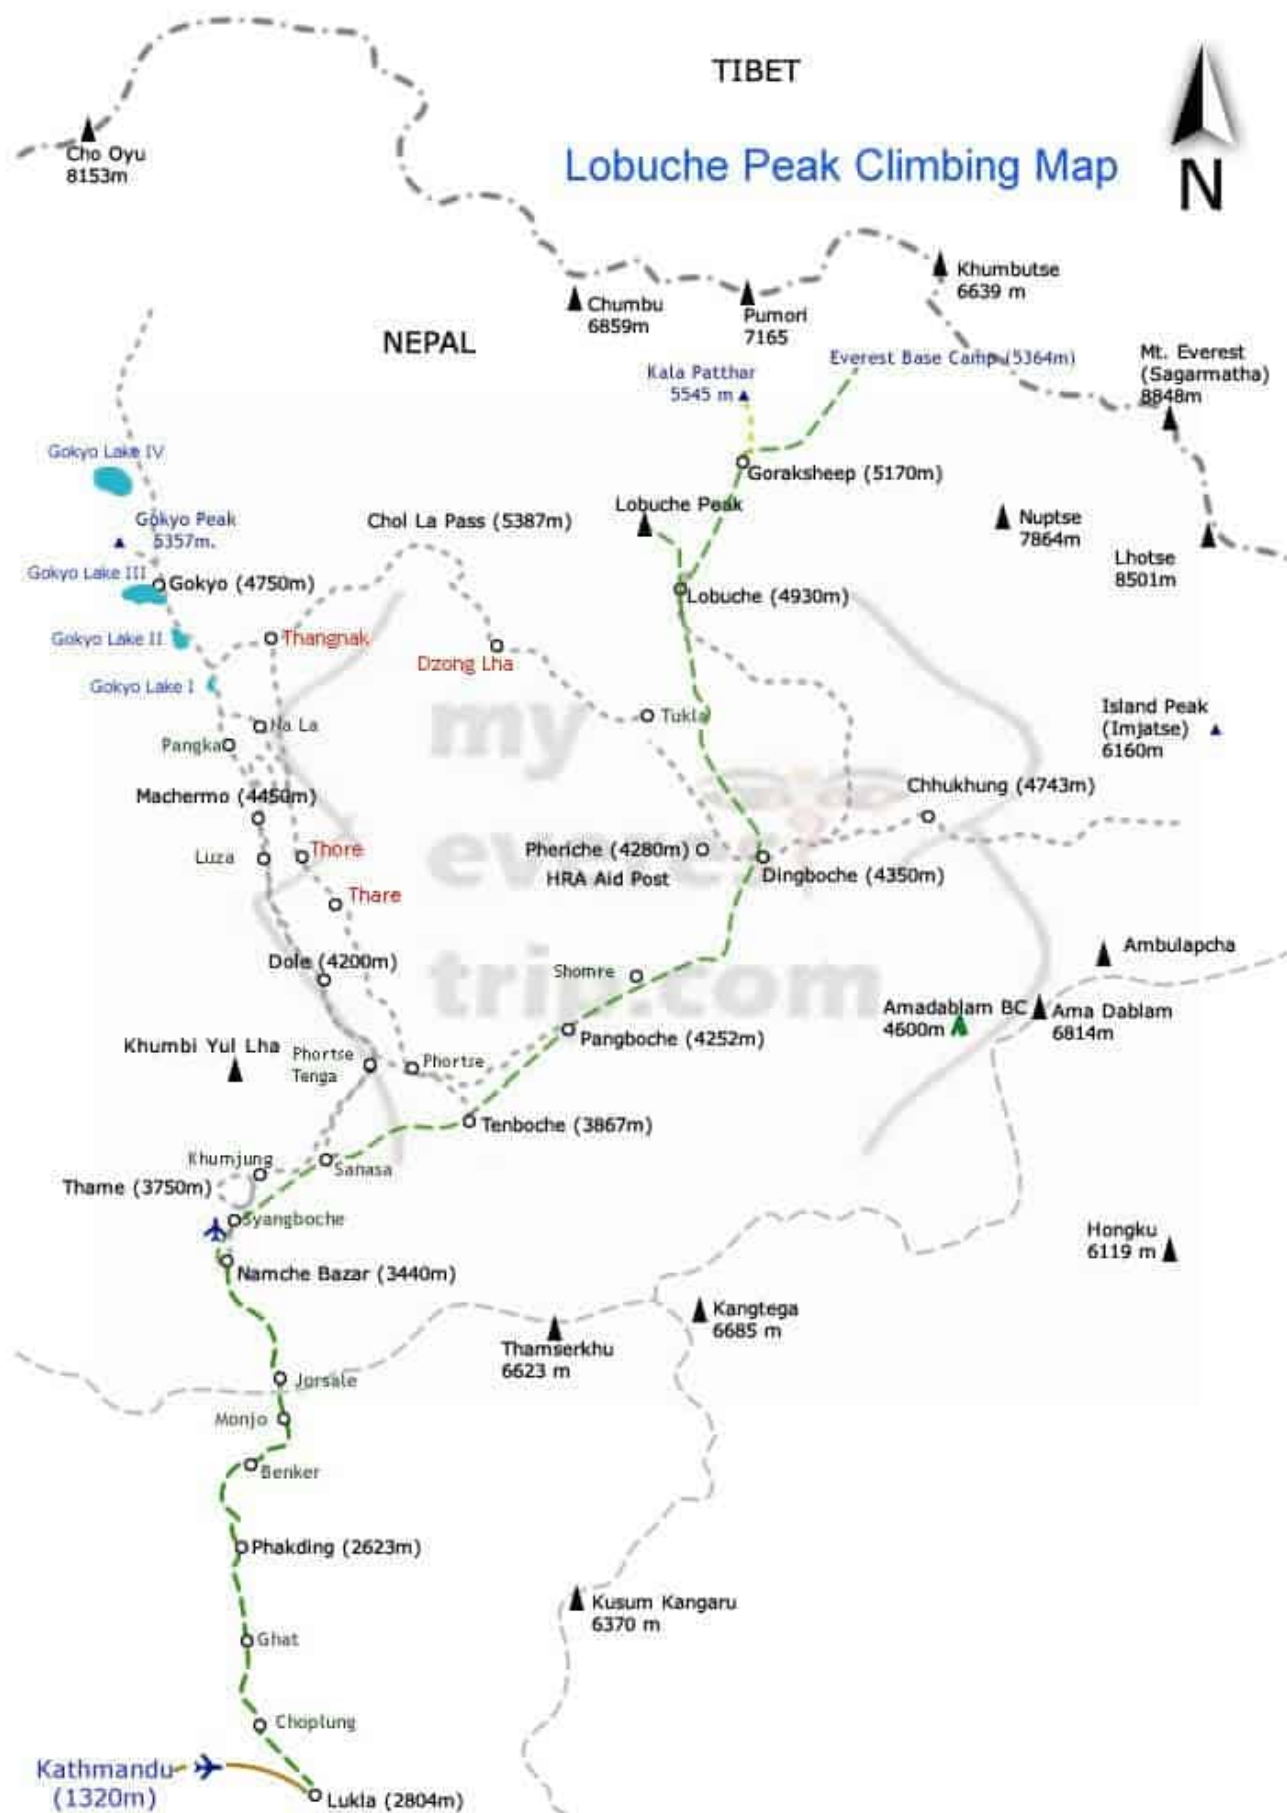 TIBET
Lobuche Peak Climbing Map
N
Cho Oyu
8153m
Khumbutse
6639 m
Chumbu
6859m
Pumori
7165
NEPAL
Everest Base Camp (5364m)
Mt. Everest
(Sagarmatha)
8848m
Kala Patthar
5545 m
Gokyo Lake IV
Goraksheep (5170m)
Lobuche Peak
Gokyo Peak
5357m.
Chol La Pass (5387m)
Nuptse
7864m
Lhotse
8501m
Gokyo Lake III
Gokyo (4750m)
Lobuche (4930m)
Gokyo Lake II
Thangnak
Dzong Lha
Gokyo Lake I
my
everest
trip.com
Na La
Tukla
Pangka
Island Peak
(Imjatse)
6160m
Machermo (4450m)
Chhukhung (4743m)
Luza
Thore
Pheriche (4280m)
HRA Aid Post
Dingboche (4350m)
Thare
Dole (4200m)
Shomre
Ambulapcha
Amadablam BC
4600m
Ama Dablam
6814m
Khumbi Yul Lha
Phortse
Tenga
Phortse
Pangboche (4252m)
Tenboche (3867m)
Khumjung
Sanasa
Thame (3750m)
Syangboche
Hongku
6119 m
Namche Bazar (3440m)
Kangtega
6685 m
Thamserkhu
6623 m
Jorsale
Monjo
Benker
Phakding (2623m)
Kusum Kangaru
6370 m
Ghat
Choplung
Kathmandu
(1320m)
Lukla (2804m)